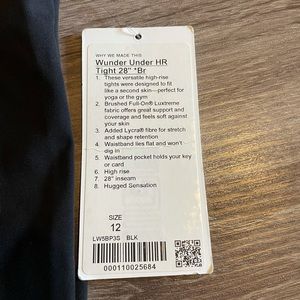 WHY WE MADE THIS
Wunder Under HR
Tight 28" *Br
1. These versatile high-rise
tights were designed to fit
like a second skin—perfect for
yoga or the gym
2. Brushed Full-On® Luxtreme
fabric offers great support and
coverage and feels soft against
your skin
3. Added Lycra® fibre for stretch
and shape retention
4. Waistband lies flat and won't
dig in
5. Waistband pocket holds your key
or card
6. High rise
7. 28" inseam
8. Hugged Sensation
SIZE
12
LW5BP3S BLK
000110025684